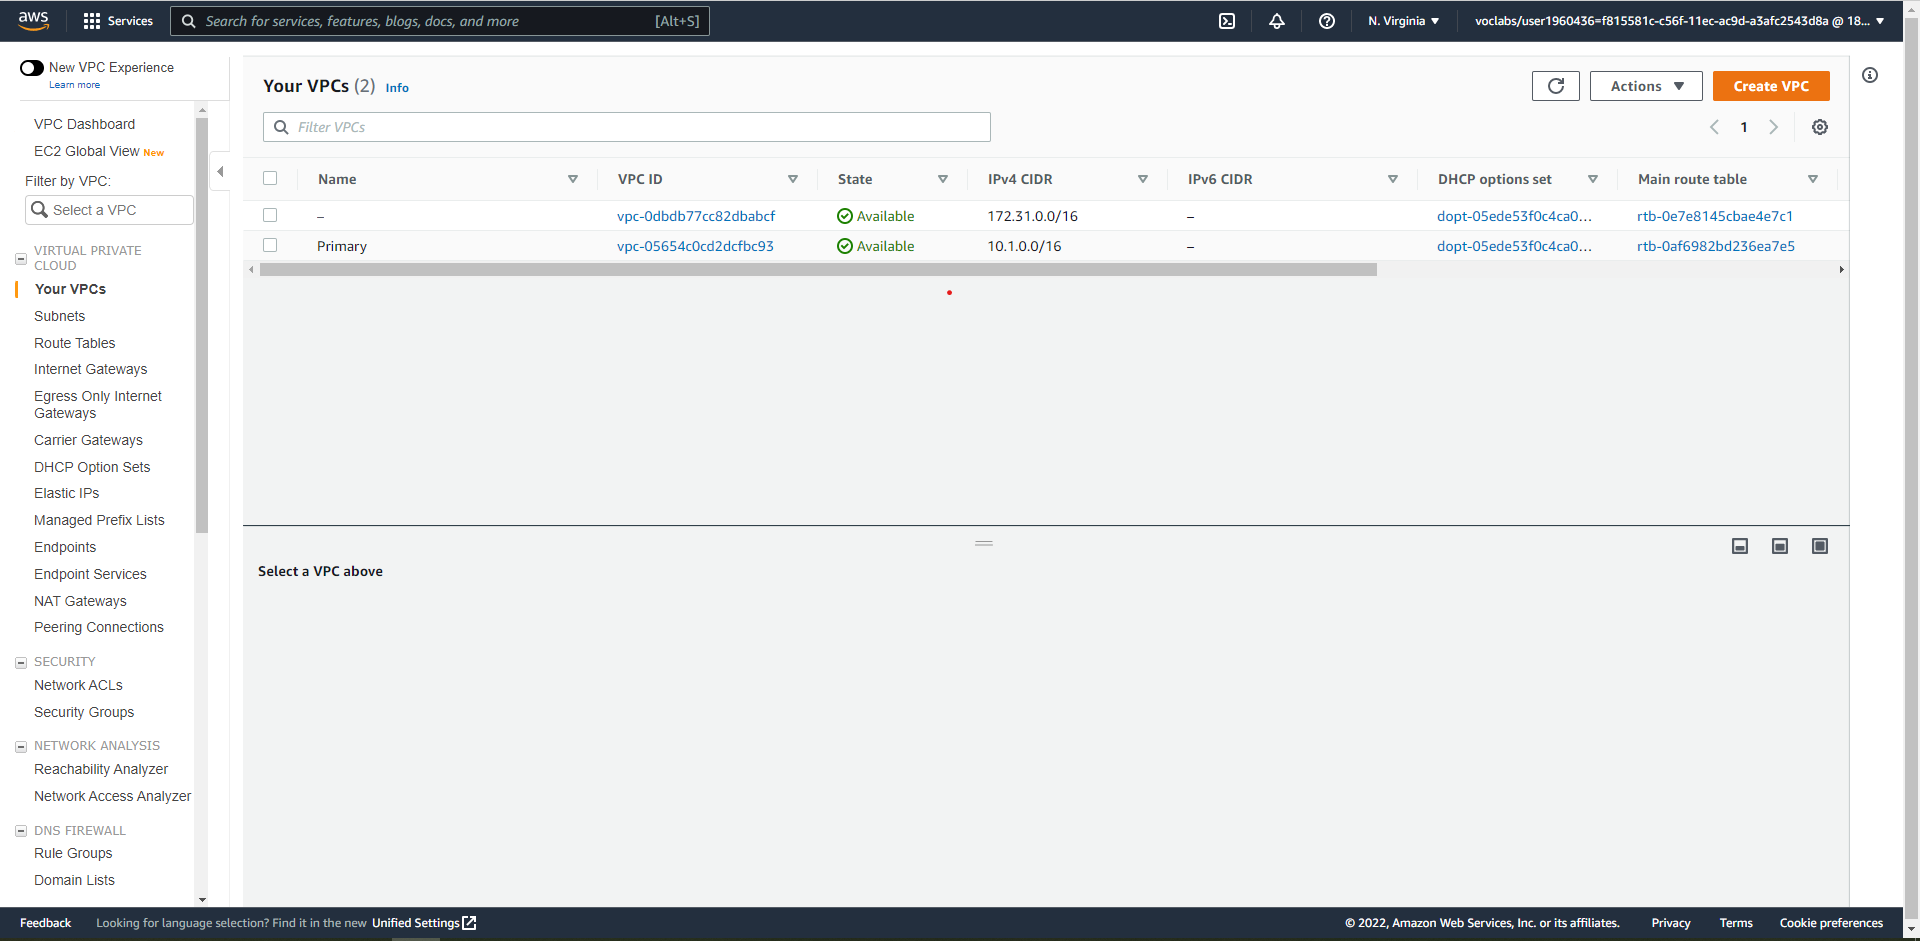 aws Services Search for services, features, blogs, docs, and more [Alt+S] N. Virginia voclabs/user1960436=f815581c-c56f-11ec-ac9d-a3afc2543d8a @ 18...
New VPC Experience
Learn more
VPC Dashboard
EC2 Global View New
Filter by VPC:
Select a VPC
VIRTUAL PRIVATE
CLOUD
Your VPCs
Subnets
Route Tables
Internet Gateways
Egress Only Internet
Gateways
Carrier Gateways
DHCP Option Sets
Elastic IPs
Managed Prefix Lists
Endpoints
Endpoint Services
NAT Gateways
Peering Connections
SECURITY
Network ACLs
Security Groups
NETWORK ANALYSIS
Reachability Analyzer
Network Access Analyzer
DNS FIREWALL
Rule Groups
Domain Lists
Your VPCs (2) Info Actions Create VPC
Filter VPCs 1
Name VPC ID State IPv4 CIDR IPv6 CIDR DHCP options set Main route table
– vpc-0dbdb77cc82dbabcf Available 172.31.0.0/16 – dopt-05ede53f0c4ca0... rtb-0e7e8145cbae4e7c1
Primary vpc-05654c0cd2dcfbc93 Available 10.1.0.0/16 – dopt-05ede53f0c4ca0... rtb-0af6982bd236ea7e5
Select a VPC above
Feedback Looking for language selection? Find it in the new Unified Settings © 2022, Amazon Web Services, Inc. or its affiliates. Privacy Terms Cookie preferences